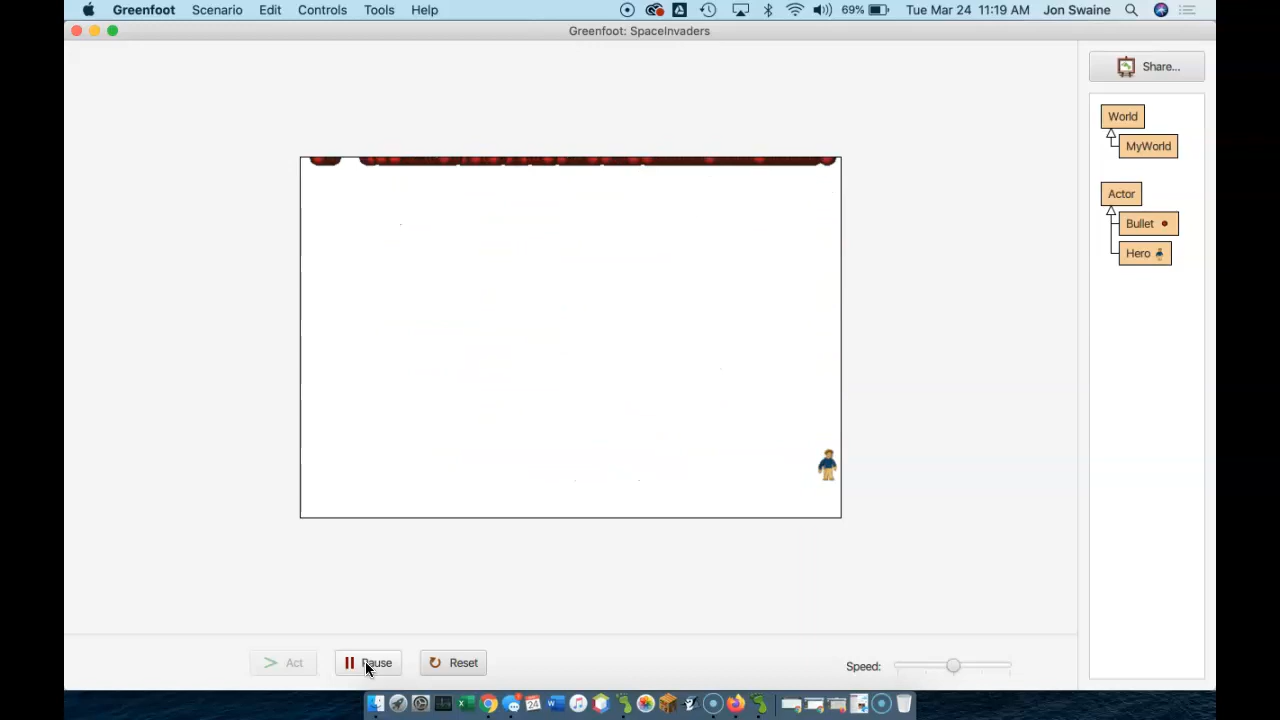 Greenfoot Scenario Edit Controls Tools Help 69% Tue Mar 24 11:19 AM Jon Swaine
Greenfoot: SpaceInvaders
Share...
World
MyWorld
Actor
Bullet
Hero
Act Pause Reset Speed:
24